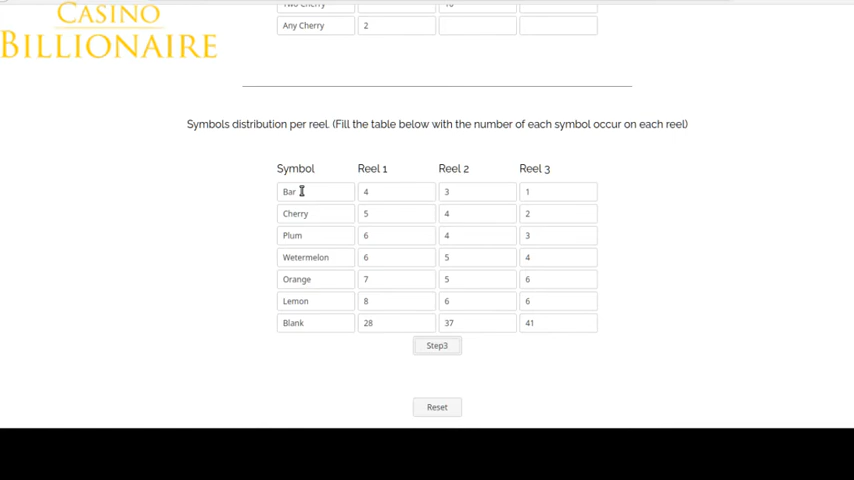 CASINO
BILLIONAIRE
Two Cherry 10
Any Cherry 2
Symbols distribution per reel. (Fill the table below with the number of each symbol occur on each reel)
Symbol Reel 1 Reel 2 Reel 3
Bar 4 3 1
Cherry 5 4 2
Plum 6 4 3
Wetermelon 6 5 4
Orange 7 5 6
Lemon 8 6 6
Blank 28 37 41
Step3
Reset